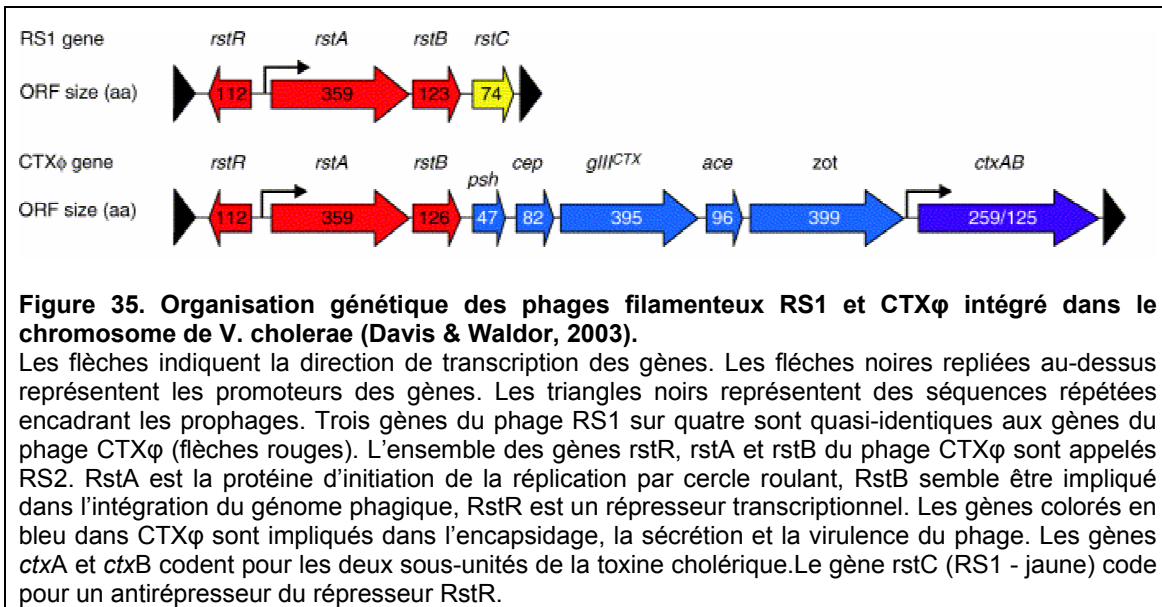 RS1 gene rstR rstA rstB rstC
ORF size (aa) 112 359 123 74
CTXϕ gene rstR rstA rstB psh cep gIII^CTX ace zot ctxAB
ORF size (aa) 112 359 126 47 82 395 96 399 259/125
Figure 35. Organisation génétique des phages filamenteux RS1 et CTXφ intégré dans le
chromosome de V. cholerae (Davis & Waldor, 2003).
Les flèches indiquent la direction de transcription des gènes. Les fléches noires repliées au-dessus
représentent les promoteurs des gènes. Les triangles noirs représentent des séquences répétées
encadrant les prophages. Trois gènes du phage RS1 sur quatre sont quasi-identiques aux gènes du
phage CTXφ (flèches rouges). L'ensemble des gènes rstR, rstA et rstB du phage CTXφ sont appelés
RS2. RstA est la protéine d'initiation de la réplication par cercle roulant, RstB semble être impliqué
dans l'intégration du génome phagique, RstR est un répresseur transcriptionnel. Les gènes colorés en
bleu dans CTXφ sont impliqués dans l'encapsidage, la sécrétion et la virulence du phage. Les gènes
ctxA et ctxB codent pour les deux sous-unités de la toxine cholérique.Le gène rstC (RS1 - jaune) code
pour un antirépresseur du répresseur RstR.